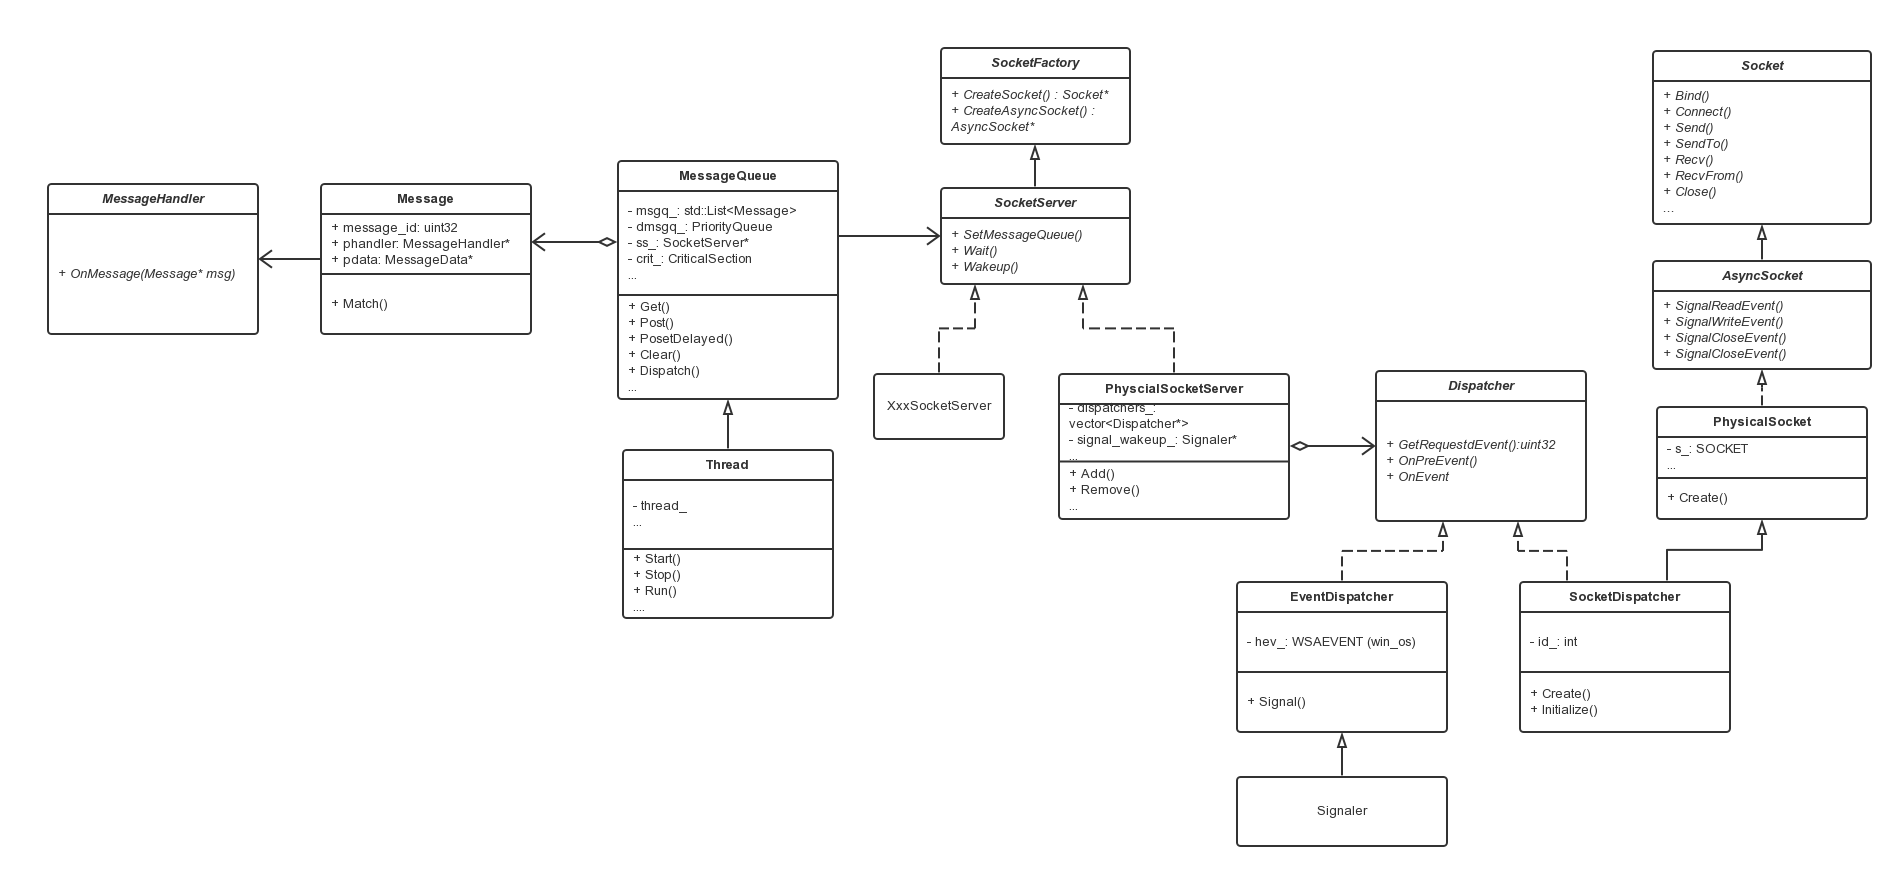 SocketFactory
+ CreateSocket() : Socket*
+ CreateAsyncSocket() :
AsyncSocket*
Socket
+ Bind()
+ Connect()
+ Send()
+ SendTo()
+ Recv()
+ RecvFrom()
+ Close()
...
MessageHandler
+ OnMessage(Message* msg)
Message
+ message_id: uint32
+ phandler: MessageHandler*
+ pdata: MessageData*
+ Match()
MessageQueue
- msgq_: std::List<Message>
- dmsgq_: PriorityQueue
- ss_: SocketServer*
- crit_: CriticalSection
...
+ Get()
+ Post()
+ PosetDelayed()
+ Clear()
+ Dispatch()
...
SocketServer
+ SetMessageQueue()
+ Wait()
+ Wakeup()
AsyncSocket
+ SignalReadEvent()
+ SignalWriteEvent()
+ SignalCloseEvent()
+ SignalCloseEvent()
XxxSocketServer
PhyscialSocketServer
- dispatchers_:
vector<Dispatcher*>
- signal_wakeup_: Signaler*
...
+ Add()
+ Remove()
...
Dispatcher
+ GetRequestdEvent():uint32
+ OnPreEvent()
+ OnEvent
PhysicalSocket
- s_: SOCKET
...
+ Create()
Thread
- thread_
...
+ Start()
+ Stop()
+ Run()
....
EventDispatcher
- hev_: WSAEVENT (win_os)
+ Signal()
SocketDispatcher
- id_: int
+ Create()
+ Initialize()
Signaler